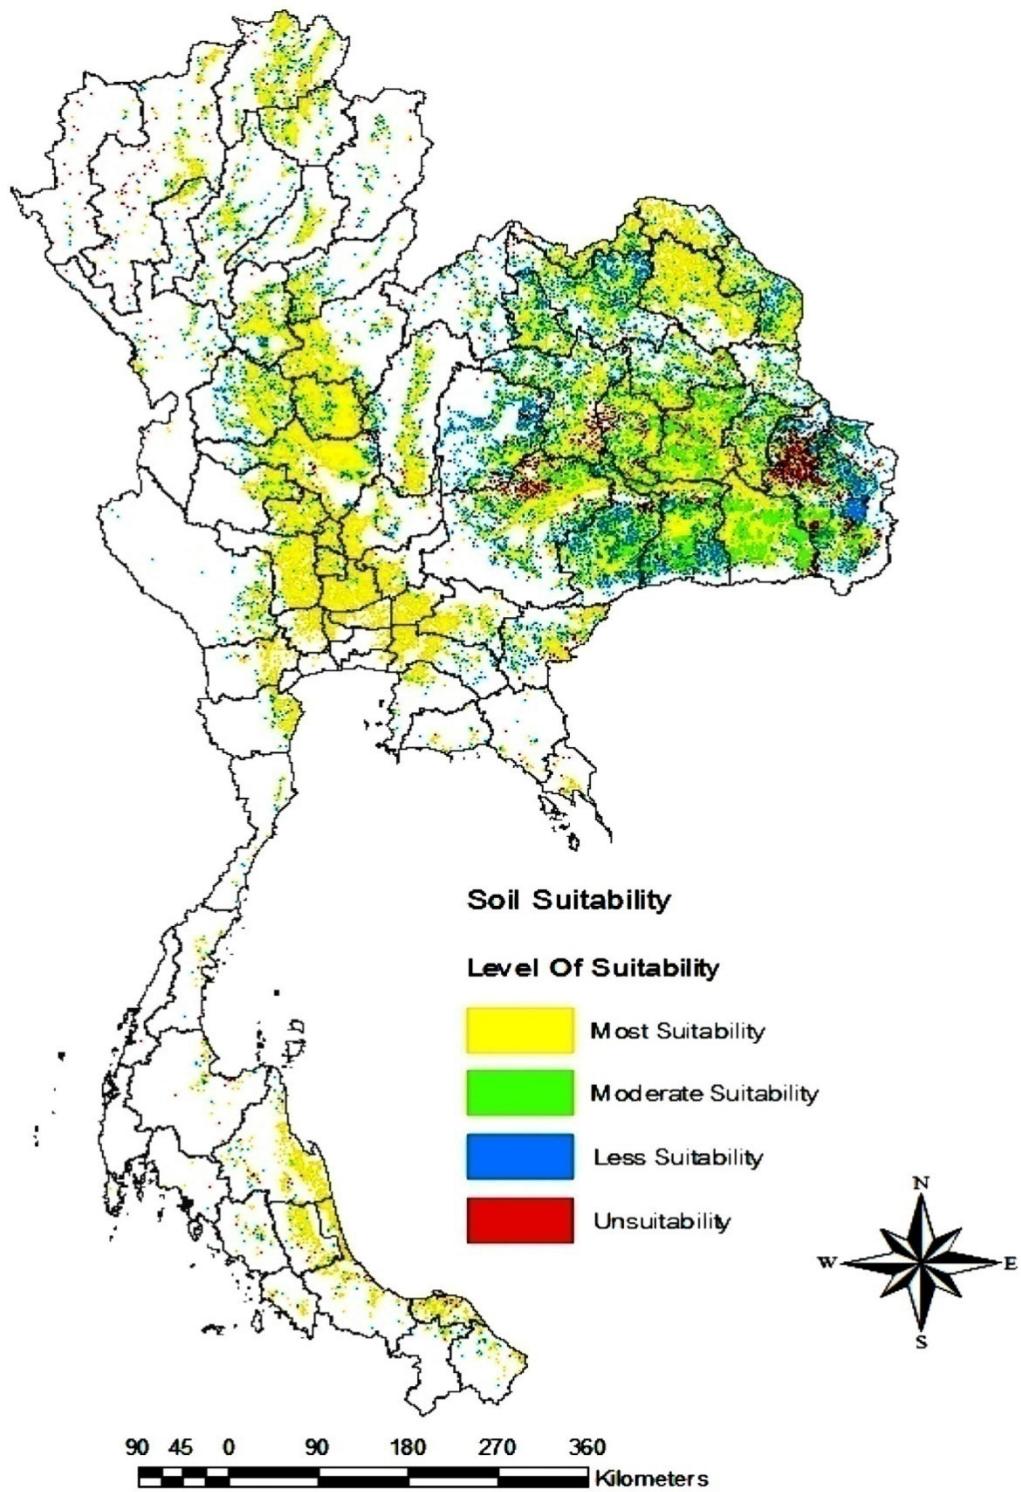 Soil Suitability
Level Of Suitability
Most Suitability
Moderate Suitability
Less Suitability
Unsuitability
N
W E
S
90 45 0 90 180 270 360
Kilometers